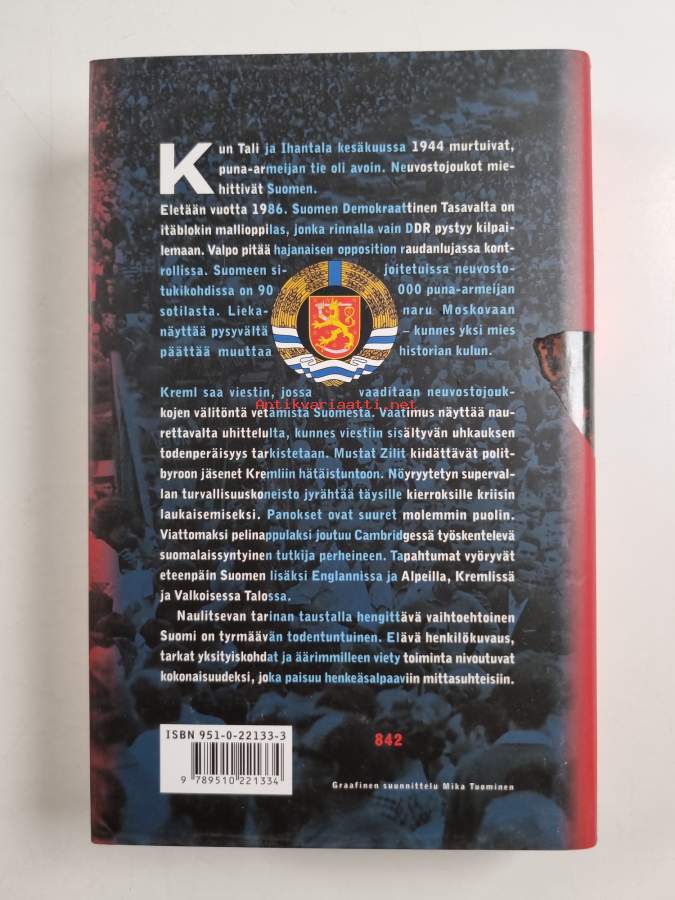 Kun Tali ja Ihantala kesäkuussa 1944 murtuivat,
puna-armeijan tie oli avoin. Neuvostojoukot mie-
hittivät Suomen.
Eletään vuotta 1986. Suomen Demokraattinen Tasavalta on
itäblokin mallioppilas, jonka rinnalla vain DDR pystyy kilpai-
lemaan. Valpo pitää hajanaisen opposition raudanlujassa kont-
rollissa. Suomeen si- joitetuissa neuvosto-
tukikohdissa on 90 000 puna-armeijan
sotilasta. Lieka- naru Moskovaan
näyttää pysyvältä – kunnes yksi mies
päättää muuttaa historian kulun.
Kreml saa viestin, jossa vaaditaan neuvostojouk-
Antikvariaatti.net
kojen välitöntä vetämistä Suomesta. Vaatimus näyttää nau-
rettavalta uhittelulta, kunnes viestiin sisältyvän uhkauksen
todenperäisyys tarkistetaan. Mustat Zilit kiidättävät polit-
byroon jäsenet Kremliin hätäistuntoon. Nöyryytetyn superval-
lan turvallisuuskoneisto jyrähtää täysille kierroksille kriisin
laukaisemiseksi. Panokset ovat suuret molemmin puolin.
Viattomaksi pelinappulaksi joutuu Cambridgessä työskentelevä
suomalaissyntyinen tutkija perheineen. Tapahtumat vyöryvät
eteenpäin Suomen lisäksi Englannissa ja Alpeilla, Kremlissä
ja Valkoisessa Talossa.
Naulitsevan tarinan taustalla hengittävä vaihtoehtoinen
Suomi on tyrmäävän todentuntuinen. Elävä henkilökuvaus,
tarkat yksityiskohdat ja äärimmilleen viety toiminta nivoutuvat
kokonaisuudeksi, joka paisuu henkeäsalpaaviin mittasuhteisiin.
ISBN 951-0-22133-3
842
9 789510 221334
Graafinen suunnittelu Mika Tuominen